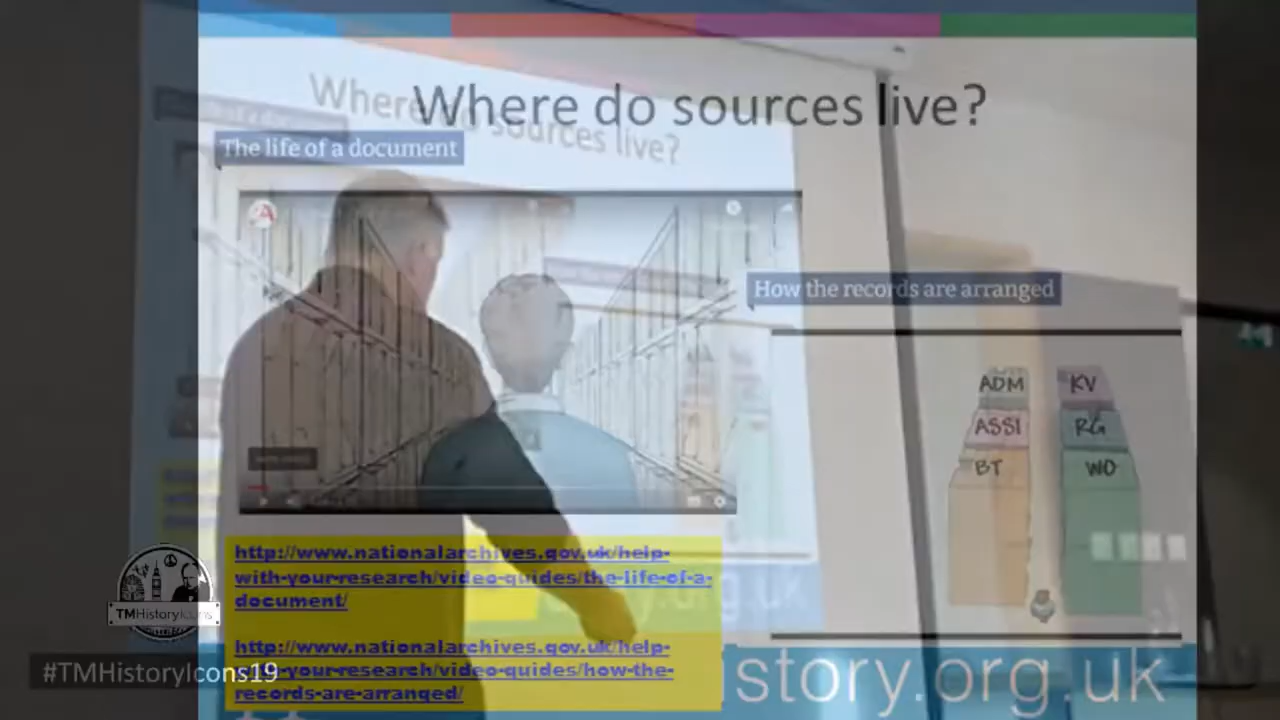 Where do sources live?
Where do sources live?
The life of a document
How the records are arranged
ADM
KV
ASSI
RG
BT
WO
http://www.nationalarchives.gov.uk/help-
with-your-research/video-guides/the-life-of-a-
document/
http://www.nationalarchives.gov.uk/help-
with-your-research/video-guides/how-the-
records-are-arranged/
story.org.uk
TMHistoryIcons
#TMHistoryIcons19